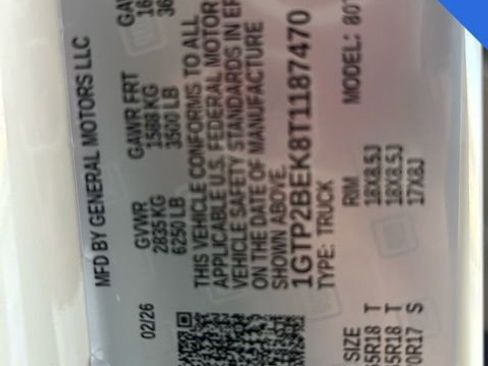 MFD BY GENERAL MOTORS LLC
02/26 GVWR GAWR FRT
2835 KG 1588 KG
6250 LB 3500 LB
THIS VEHICLE CONFORMS TO ALL
APPLICABLE U.S. FEDERAL MOTOR
VEHICLE SAFETY STANDARDS IN EF
ON THE DATE OF MANUFACTURE
SHOWN ABOVE.
1GTP2BEK8T1187470
TYPE: TRUCK MODEL:
SIZE RIM
5R18 T 18X8.5J
5R18 T 18X8.5J
0R17 S 17X8J